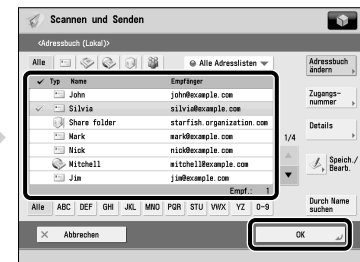 Scannen und Senden
<Adressbuch (Lokal)>
Alle
Alle Adresslisten
Adressbuch ändern
✓ Typ Name Empfänger
John john@example.com
✓ Silvia silvia@example.com
Share folder starfish.organization.com
Mark mark@example.com
Nick nick@example.com
Mitchell mitchell@example.com
Jim jim@example.com
Empf.: 1
1/4
Zugangs-
nummer
Details
Speich./
Bearb.
Alle ABC DEF GHI JKL MNO PQR STU VWX YZ 0-9
Durch Name
suchen
Abbrechen
OK